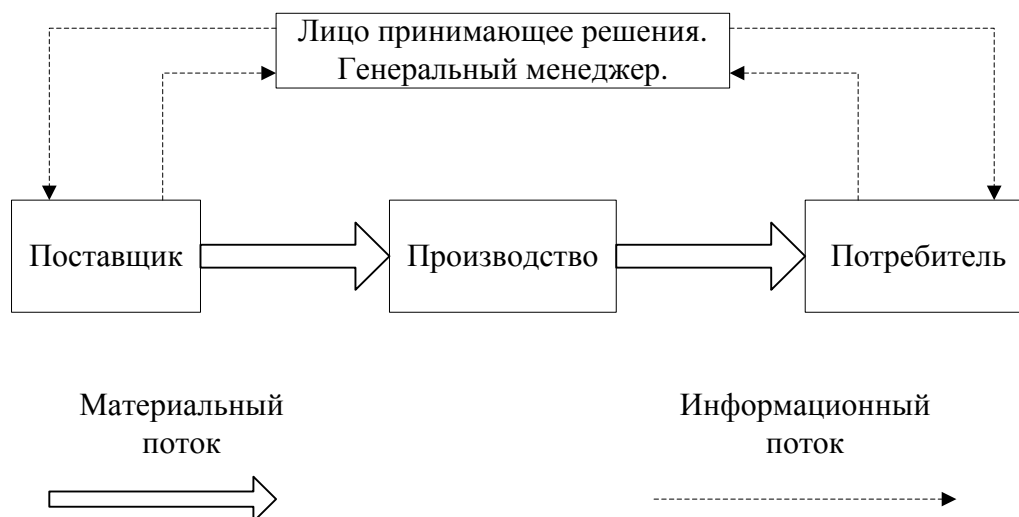 Лицо принимающее решения.
Генеральный менеджер.
Поставщик
Производство
Потребитель
Материальный
поток
Информационный
поток